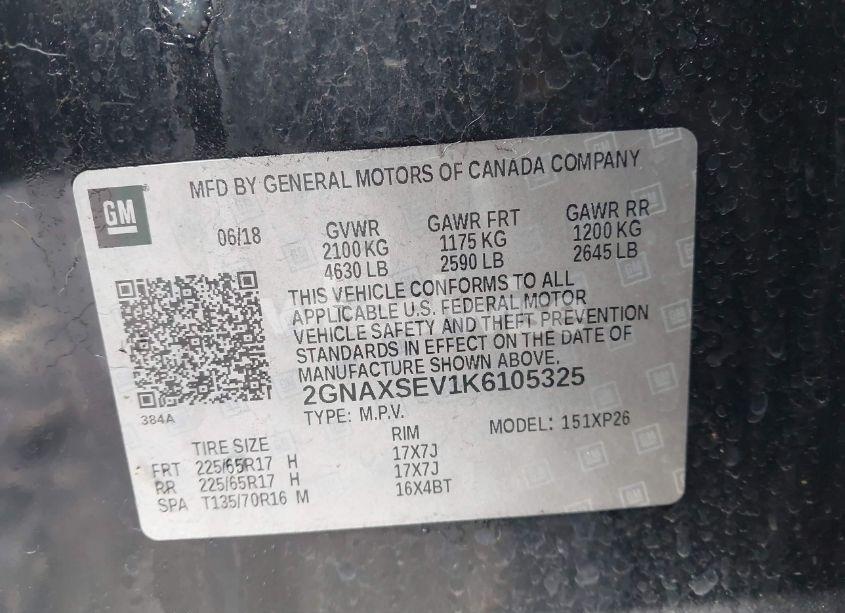 MFD BY GENERAL MOTORS OF CANADA COMPANY
GM
06/18
GVWR
2100 KG
4630 LB
GAWR FRT
1175 KG
2590 LB
GAWR RR
1200 KG
2645 LB
THIS VEHICLE CONFORMS TO ALL
APPLICABLE U.S. FEDERAL MOTOR
VEHICLE SAFETY AND THEFT PREVENTION
STANDARDS IN EFFECT ON THE DATE OF
MANUFACTURE SHOWN ABOVE.
2GNAXSEV1K6105325
384A
TYPE: M.P.V.
MODEL: 151XP26
TIRE SIZE
RIM
FRT 225/65R17 H 17X7J
RR 225/65R17 H 17X7J
SPA T135/70R16 M 16X4BT